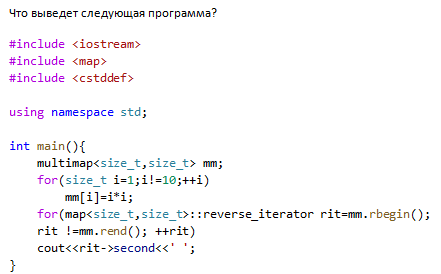 Что выведет следующая программа?
#include <iostream>
#include <map>
#include <cstddef>
using namespace std;
int main(){
multimap<size_t,size_t> mm;
for(size_t i=1;i!=10;++i)
mm[i]=i*i;
for(map<size_t,size_t>::reverse_iterator rit=mm.rbegin();
rit !=mm.rend(); ++rit)
cout<<rit->second<<' ';
}